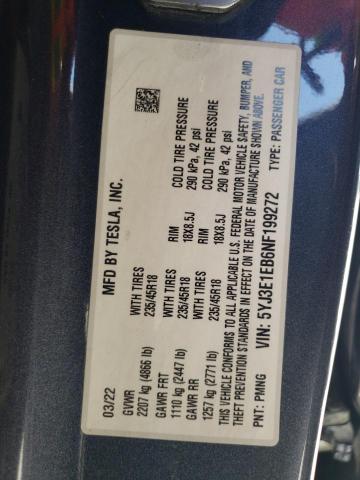 MFD BY TESLA, INC.
03/22
GVWR
2207 kg (4866 lb)
GAWR FRT WITH TIRES RIM COLD TIRE PRESSURE
1110 kg (2447 lb) 235/45R18 18X8.5J 290 kPa, 42 psi
GAWR RR WITH TIRES RIM COLD TIRE PRESSURE
1257 kg (2771 lb) 235/45R18 18X8.5J 290 kPa, 42 psi
THIS VEHICLE CONFORMS TO ALL APPLICABLE U.S. FEDERAL MOTOR VEHICLE SAFETY, BUMPER, AND
THEFT PREVENTION STANDARDS IN EFFECT ON THE DATE OF MANUFACTURE SHOWN ABOVE.
VIN: 5YJ3E1EB6NF199272
PNT: PMNG TYPE: PASSENGER CAR